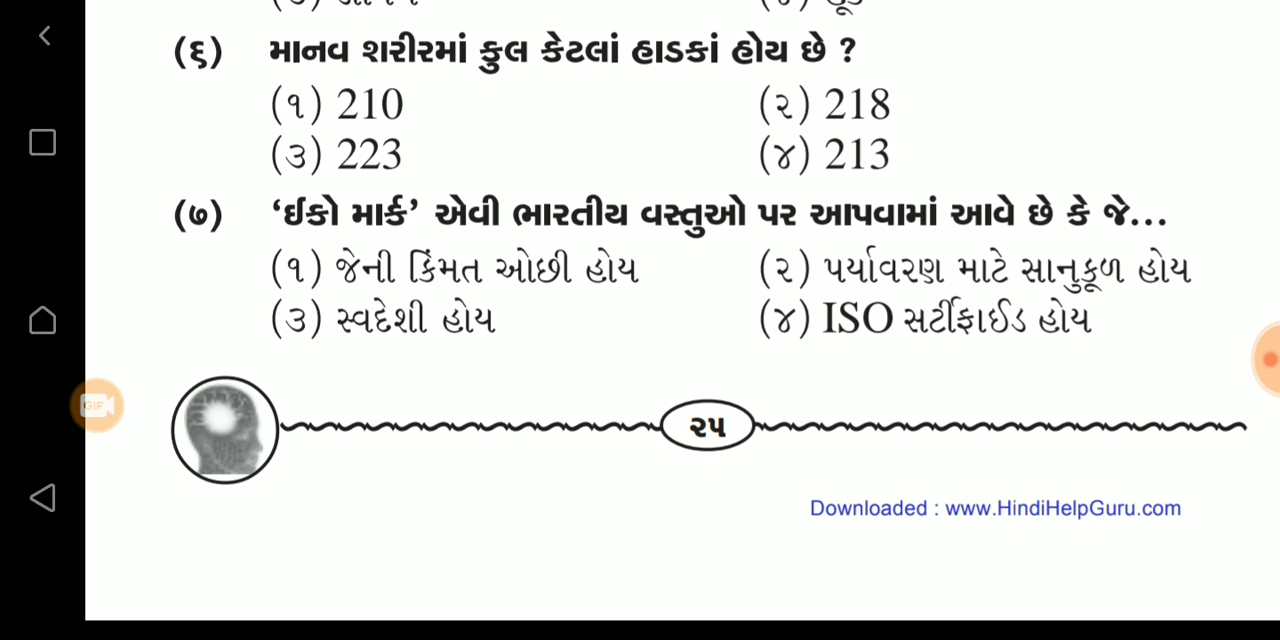 (૬) માનવ શરીરમાં કુલ કેટલાં હાડકાં હોય છે ?
(૧) 210 (૨) 218
(૩) 223 (૪) 213
(૭) ‘ઈકો માર્ક’ એવી ભારતીય વસ્તુઓ પર આપવામાં આવે છે કે જે...
(૧) જેની કિંમત ઓછી હોય (૨) પર્યાવરણ માટે સાનુકૂળ હોય
(૩) સ્વદેશી હોય (૪) ISO સર્ટીફાઈડ હોય
GIF
૨૫
Downloaded : www.HindiHelpGuru.com